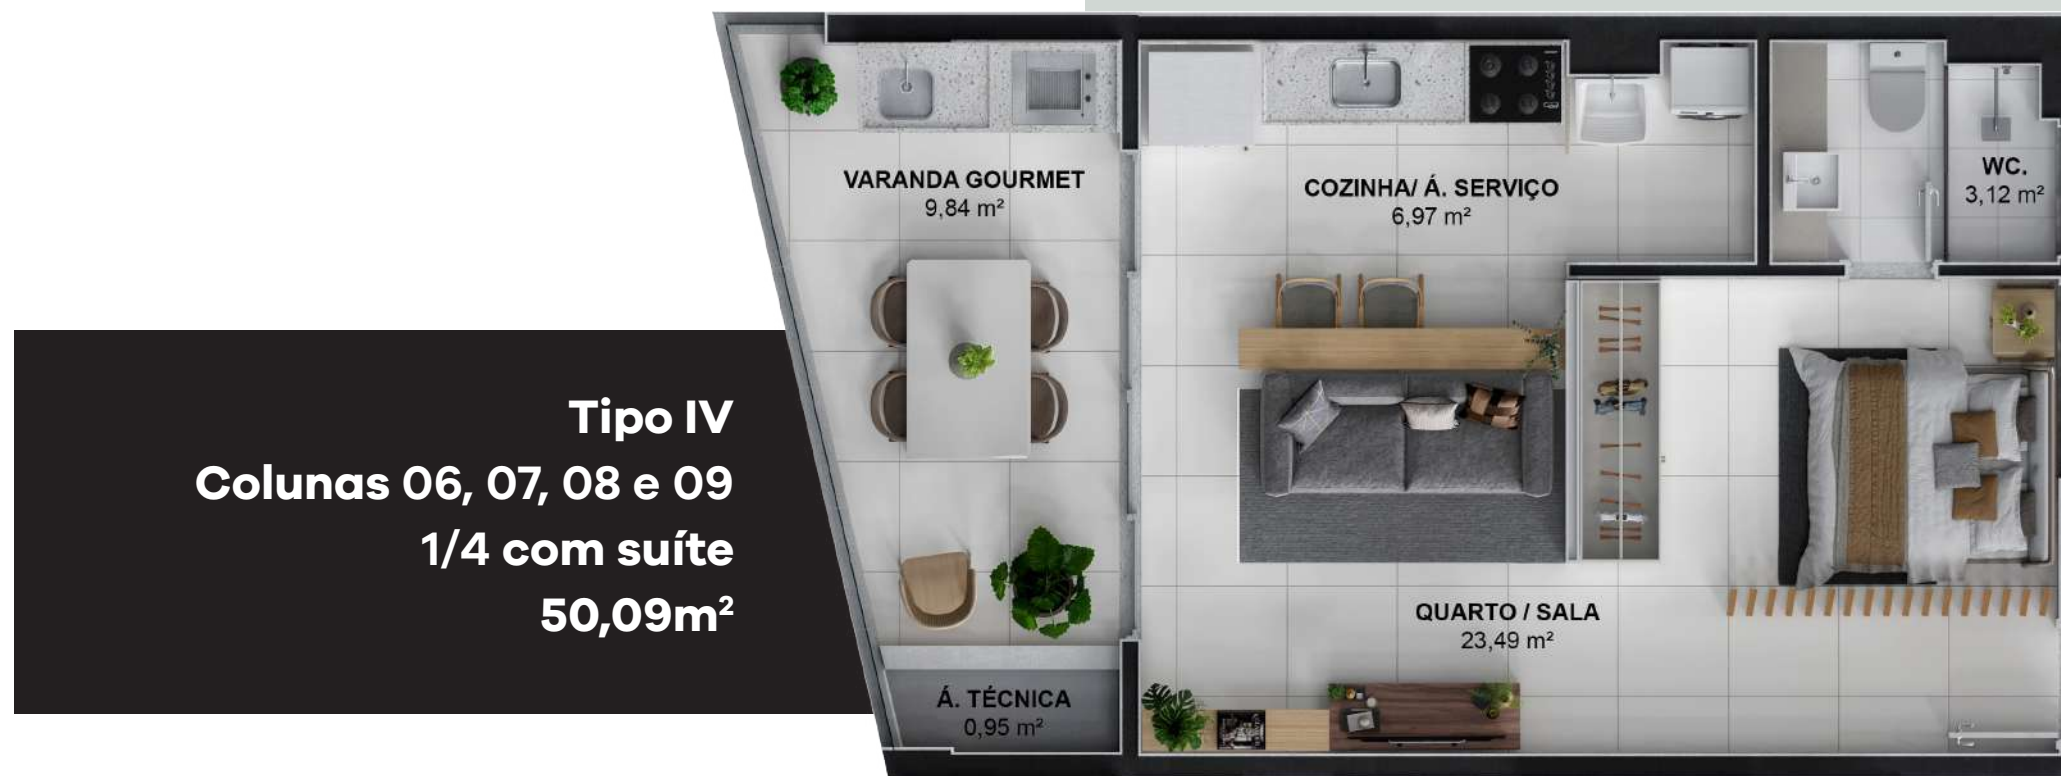 Tipo IV
Colunas 06, 07, 08 e 09
1/4 com suíte
50,09m²
VARANDA GOURMET
9,84 m²
COZINHA/ Á. SERVIÇO
6,97 m²
WC.
3,12 m²
QUARTO / SALA
23,49 m²
Á. TÉCNICA
0,95 m²